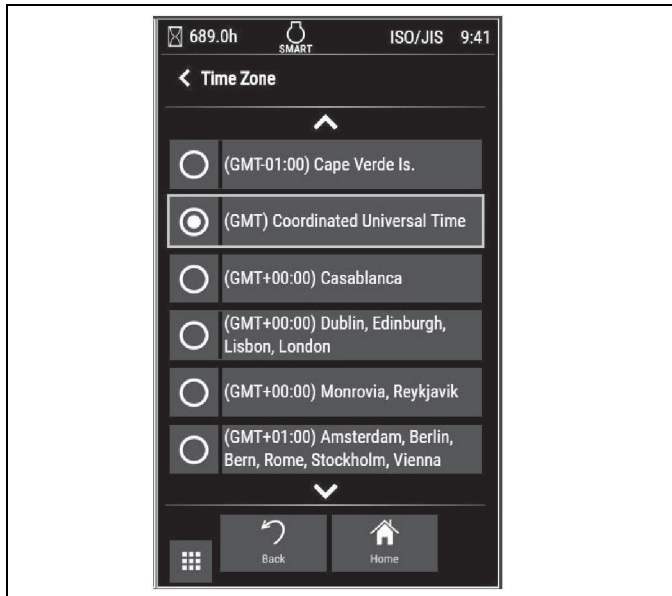 689.0h SMART ISO/JIS 9:41
Time Zone
(GMT-01:00) Cape Verde Is.
(GMT) Coordinated Universal Time
(GMT+00:00) Casablanca
(GMT+00:00) Dublin, Edinburgh,
Lisbon, London
(GMT+00:00) Monrovia, Reykjavik
(GMT+01:00) Amsterdam, Berlin,
Bern, Rome, Stockholm, Vienna
Back Home